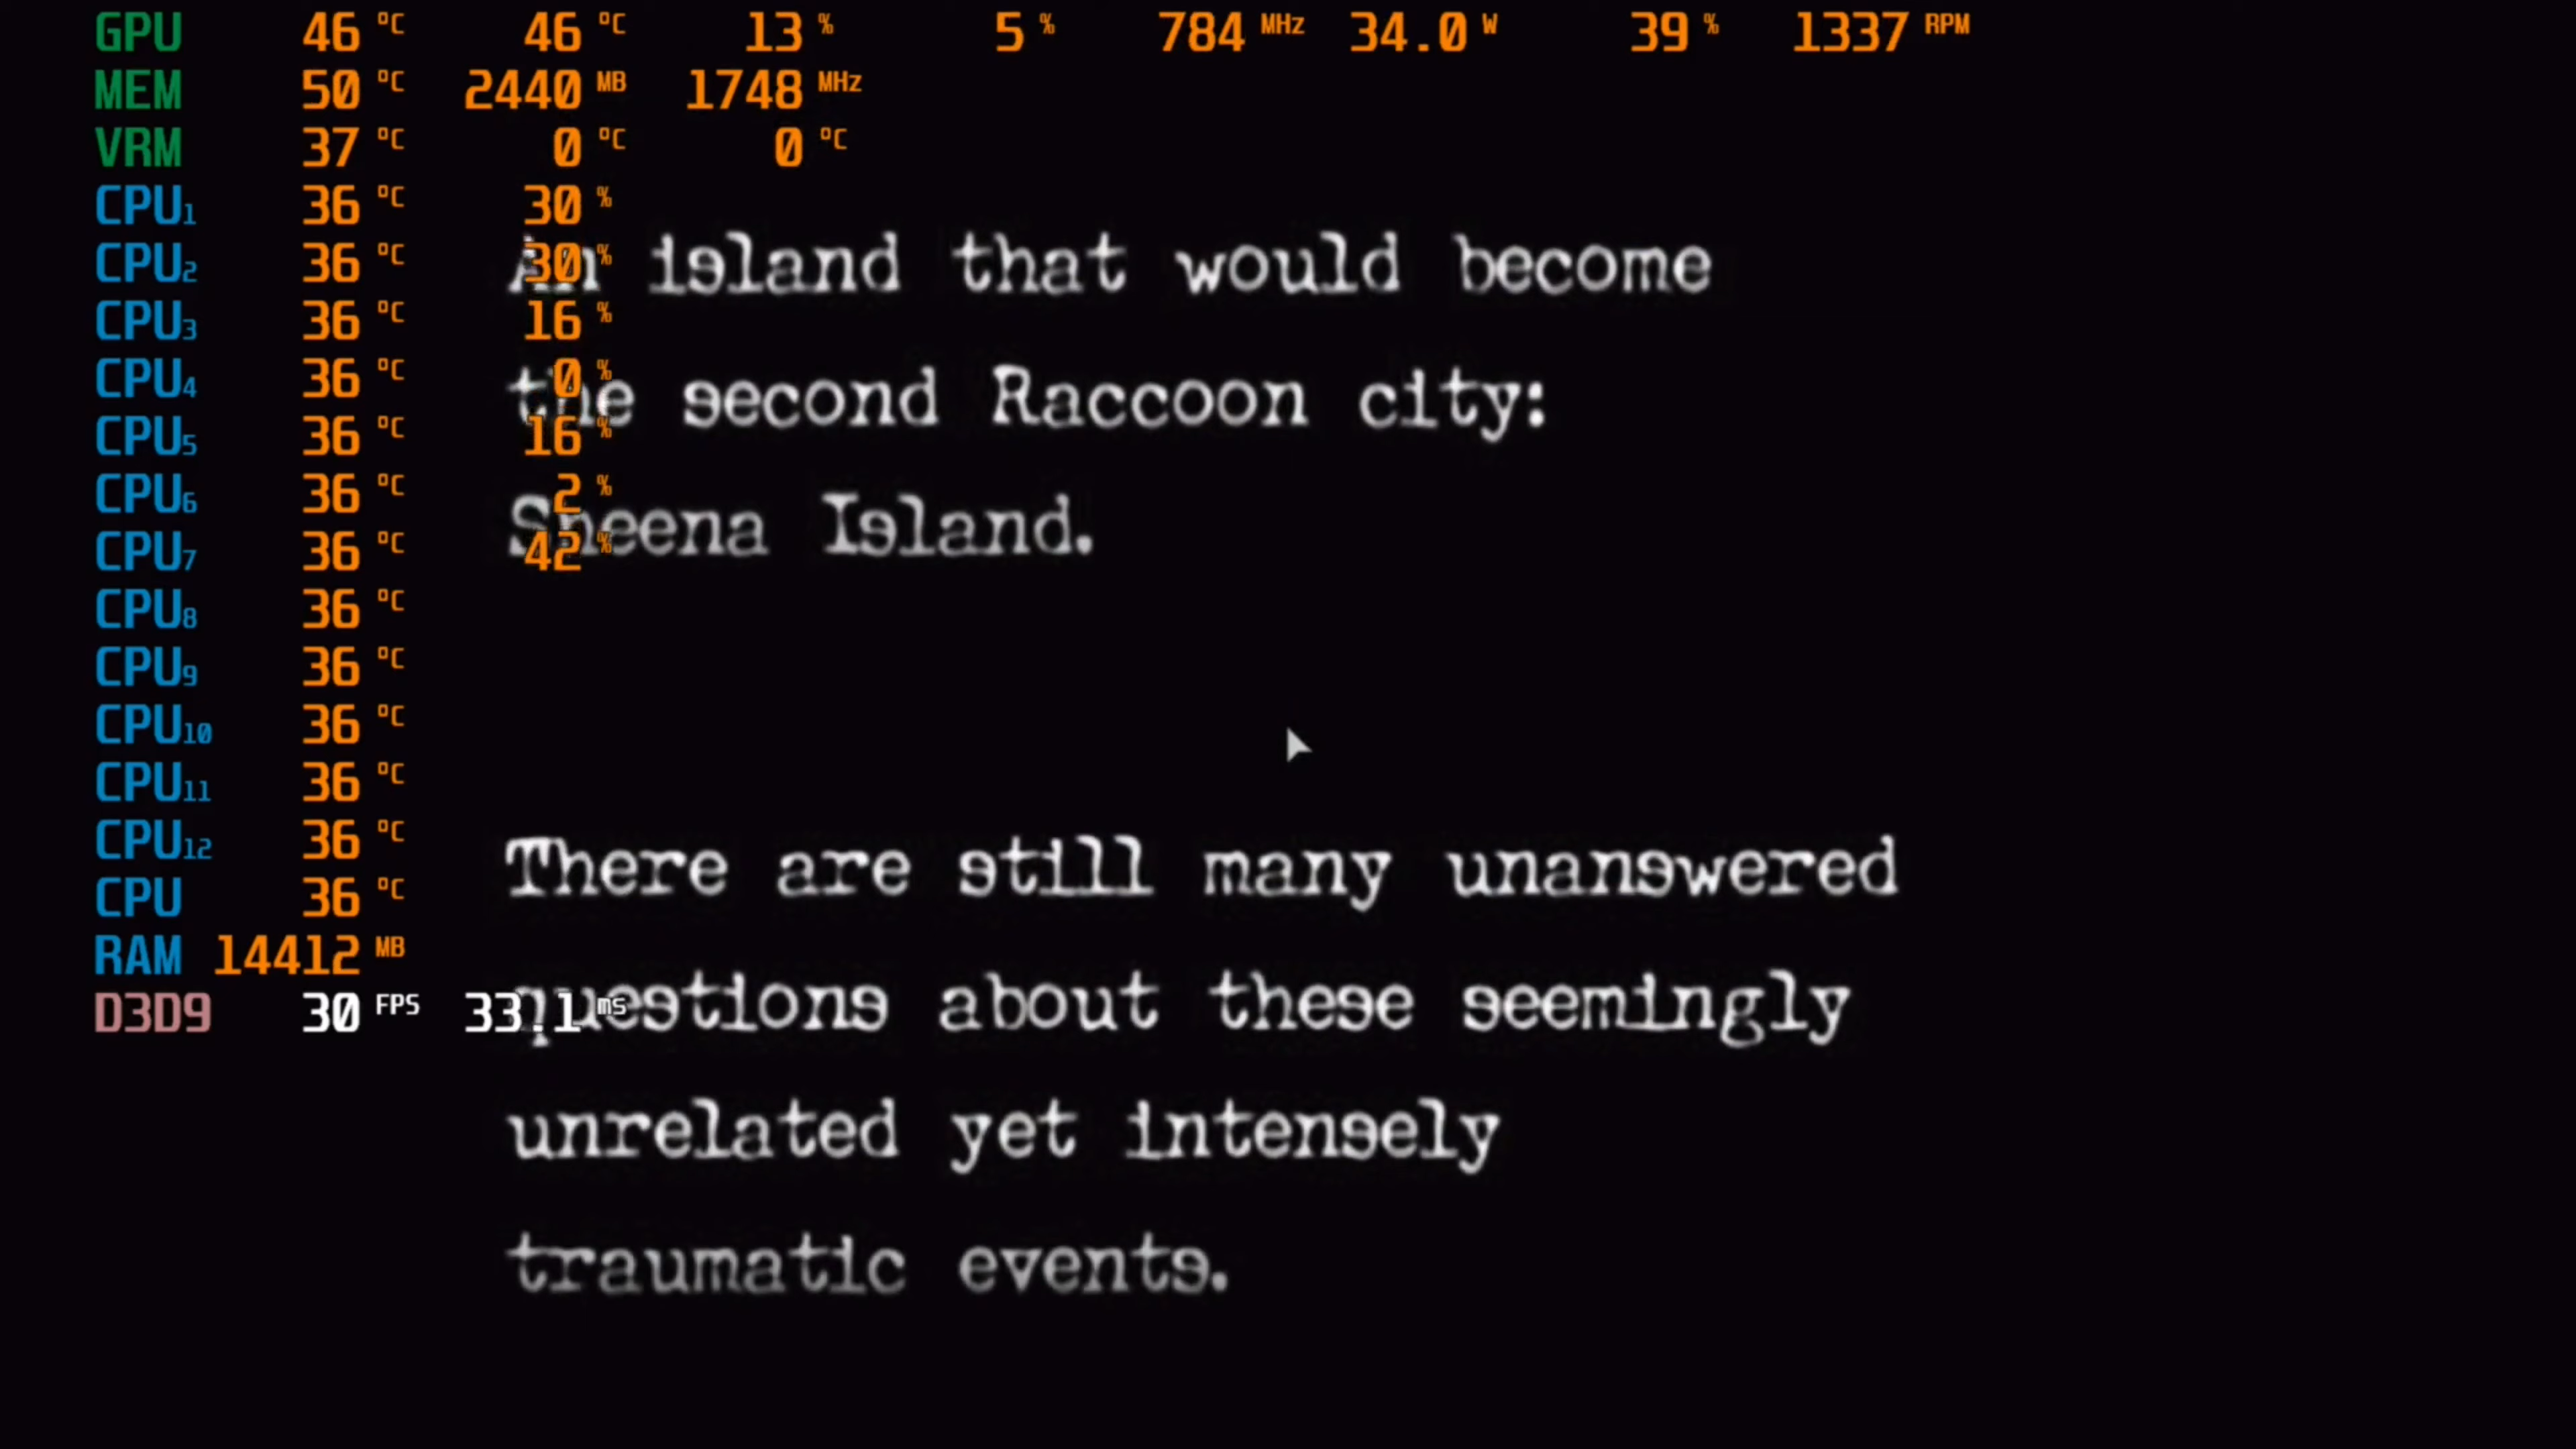 GPU 46 °C 46 °C 13 % 5 % 784 MHz 34.0 W 39 % 1337 RPM
MEM 50 °C 2440 MB 1748 MHz
VRM 37 °C 0 °C 0 °C
CPU1 36 °C 30 %
CPU2 36 °C 30 %
An island that would become
CPU3 36 °C 16 %
CPU4 36 °C 0 %
the second Raccoon city:
CPU5 36 °C 16 %
CPU6 36 °C 2 %
Sheena Island.
CPU7 36 °C 42 %
CPU8 36 °C
CPU9 36 °C
CPU10 36 °C
CPU11 36 °C
CPU12 36 °C
There are still many unanswered
CPU 36 °C
RAM 14412 MB
D3D9 30 FPS 33.1 ms
questions about these seemingly
unrelated yet intensely
traumatic events.